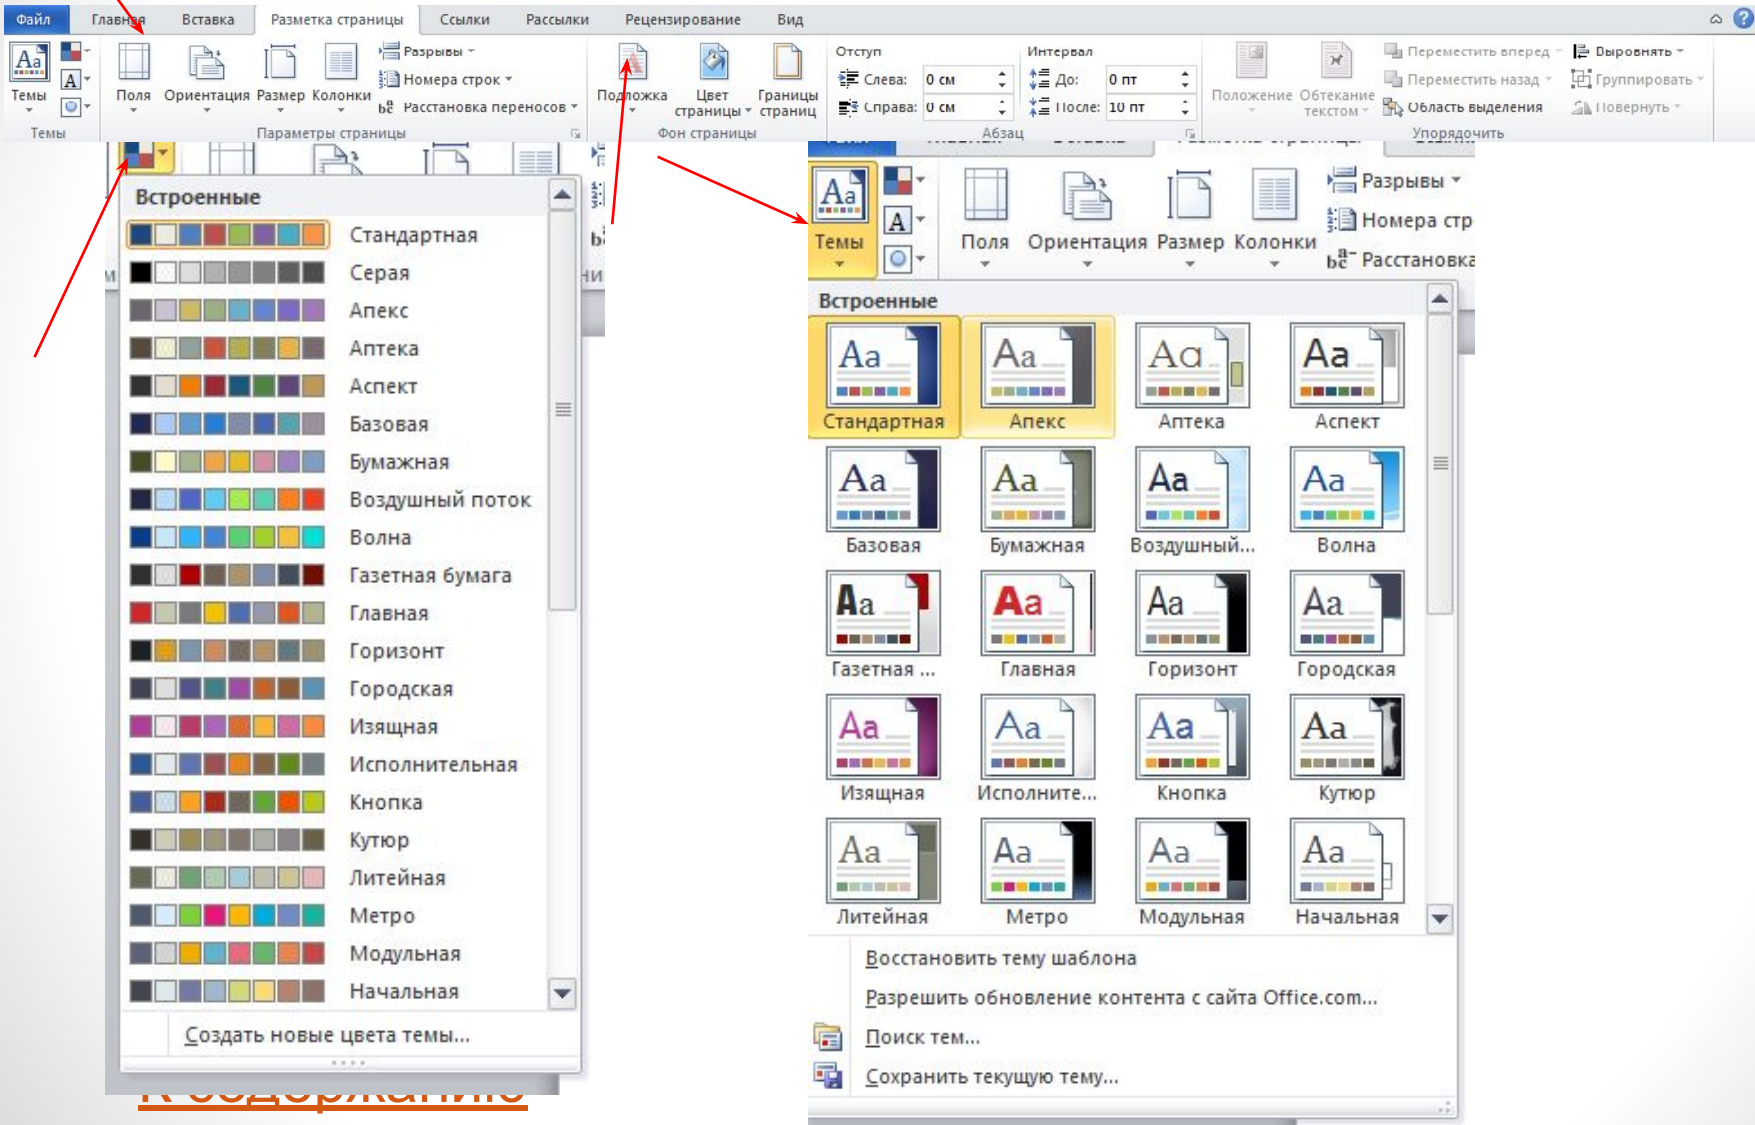 Файл Главная Вставка Разметка страницы Ссылки Рассылки Рецензирование Вид
Темы
Темы
Поля Ориентация Размер Колонки
Разрывы
Номера строк
Расстановка переносов
Параметры страницы
Подложка Цвет страницы Границы страниц
Фон страницы
Отступ
Слева: 0 см
Справа: 0 см
Интервал
До: 0 пт
После: 10 пт
Абзац
Положение Обтекание текстом
Переместить вперед
Переместить назад
Область выделения
Выровнять
Группировать
Повернуть
Упорядочить
Встроенные
Стандартная
Серая
Апекс
Аптека
Аспект
Базовая
Бумажная
Воздушный поток
Волна
Газетная бумага
Главная
Горизонт
Городская
Изящная
Исполнительная
Кнопка
Кутюр
Литейная
Метро
Модульная
Начальная
Создать новые цвета темы...
К содержанию
Темы
Поля Ориентация Размер Колонки
Разрывы
Номера стр
Расстановка
Встроенные
Стандартная Апекс Аптека Аспект
Базовая Бумажная Воздушный... Волна
Газетная ... Главная Горизонт Городская
Изящная Исполните... Кнопка Кутюр
Литейная Метро Модульная Начальная
Восстановить тему шаблона
Разрешить обновление контента с сайта Office.com...
Поиск тем...
Сохранить текущую тему...